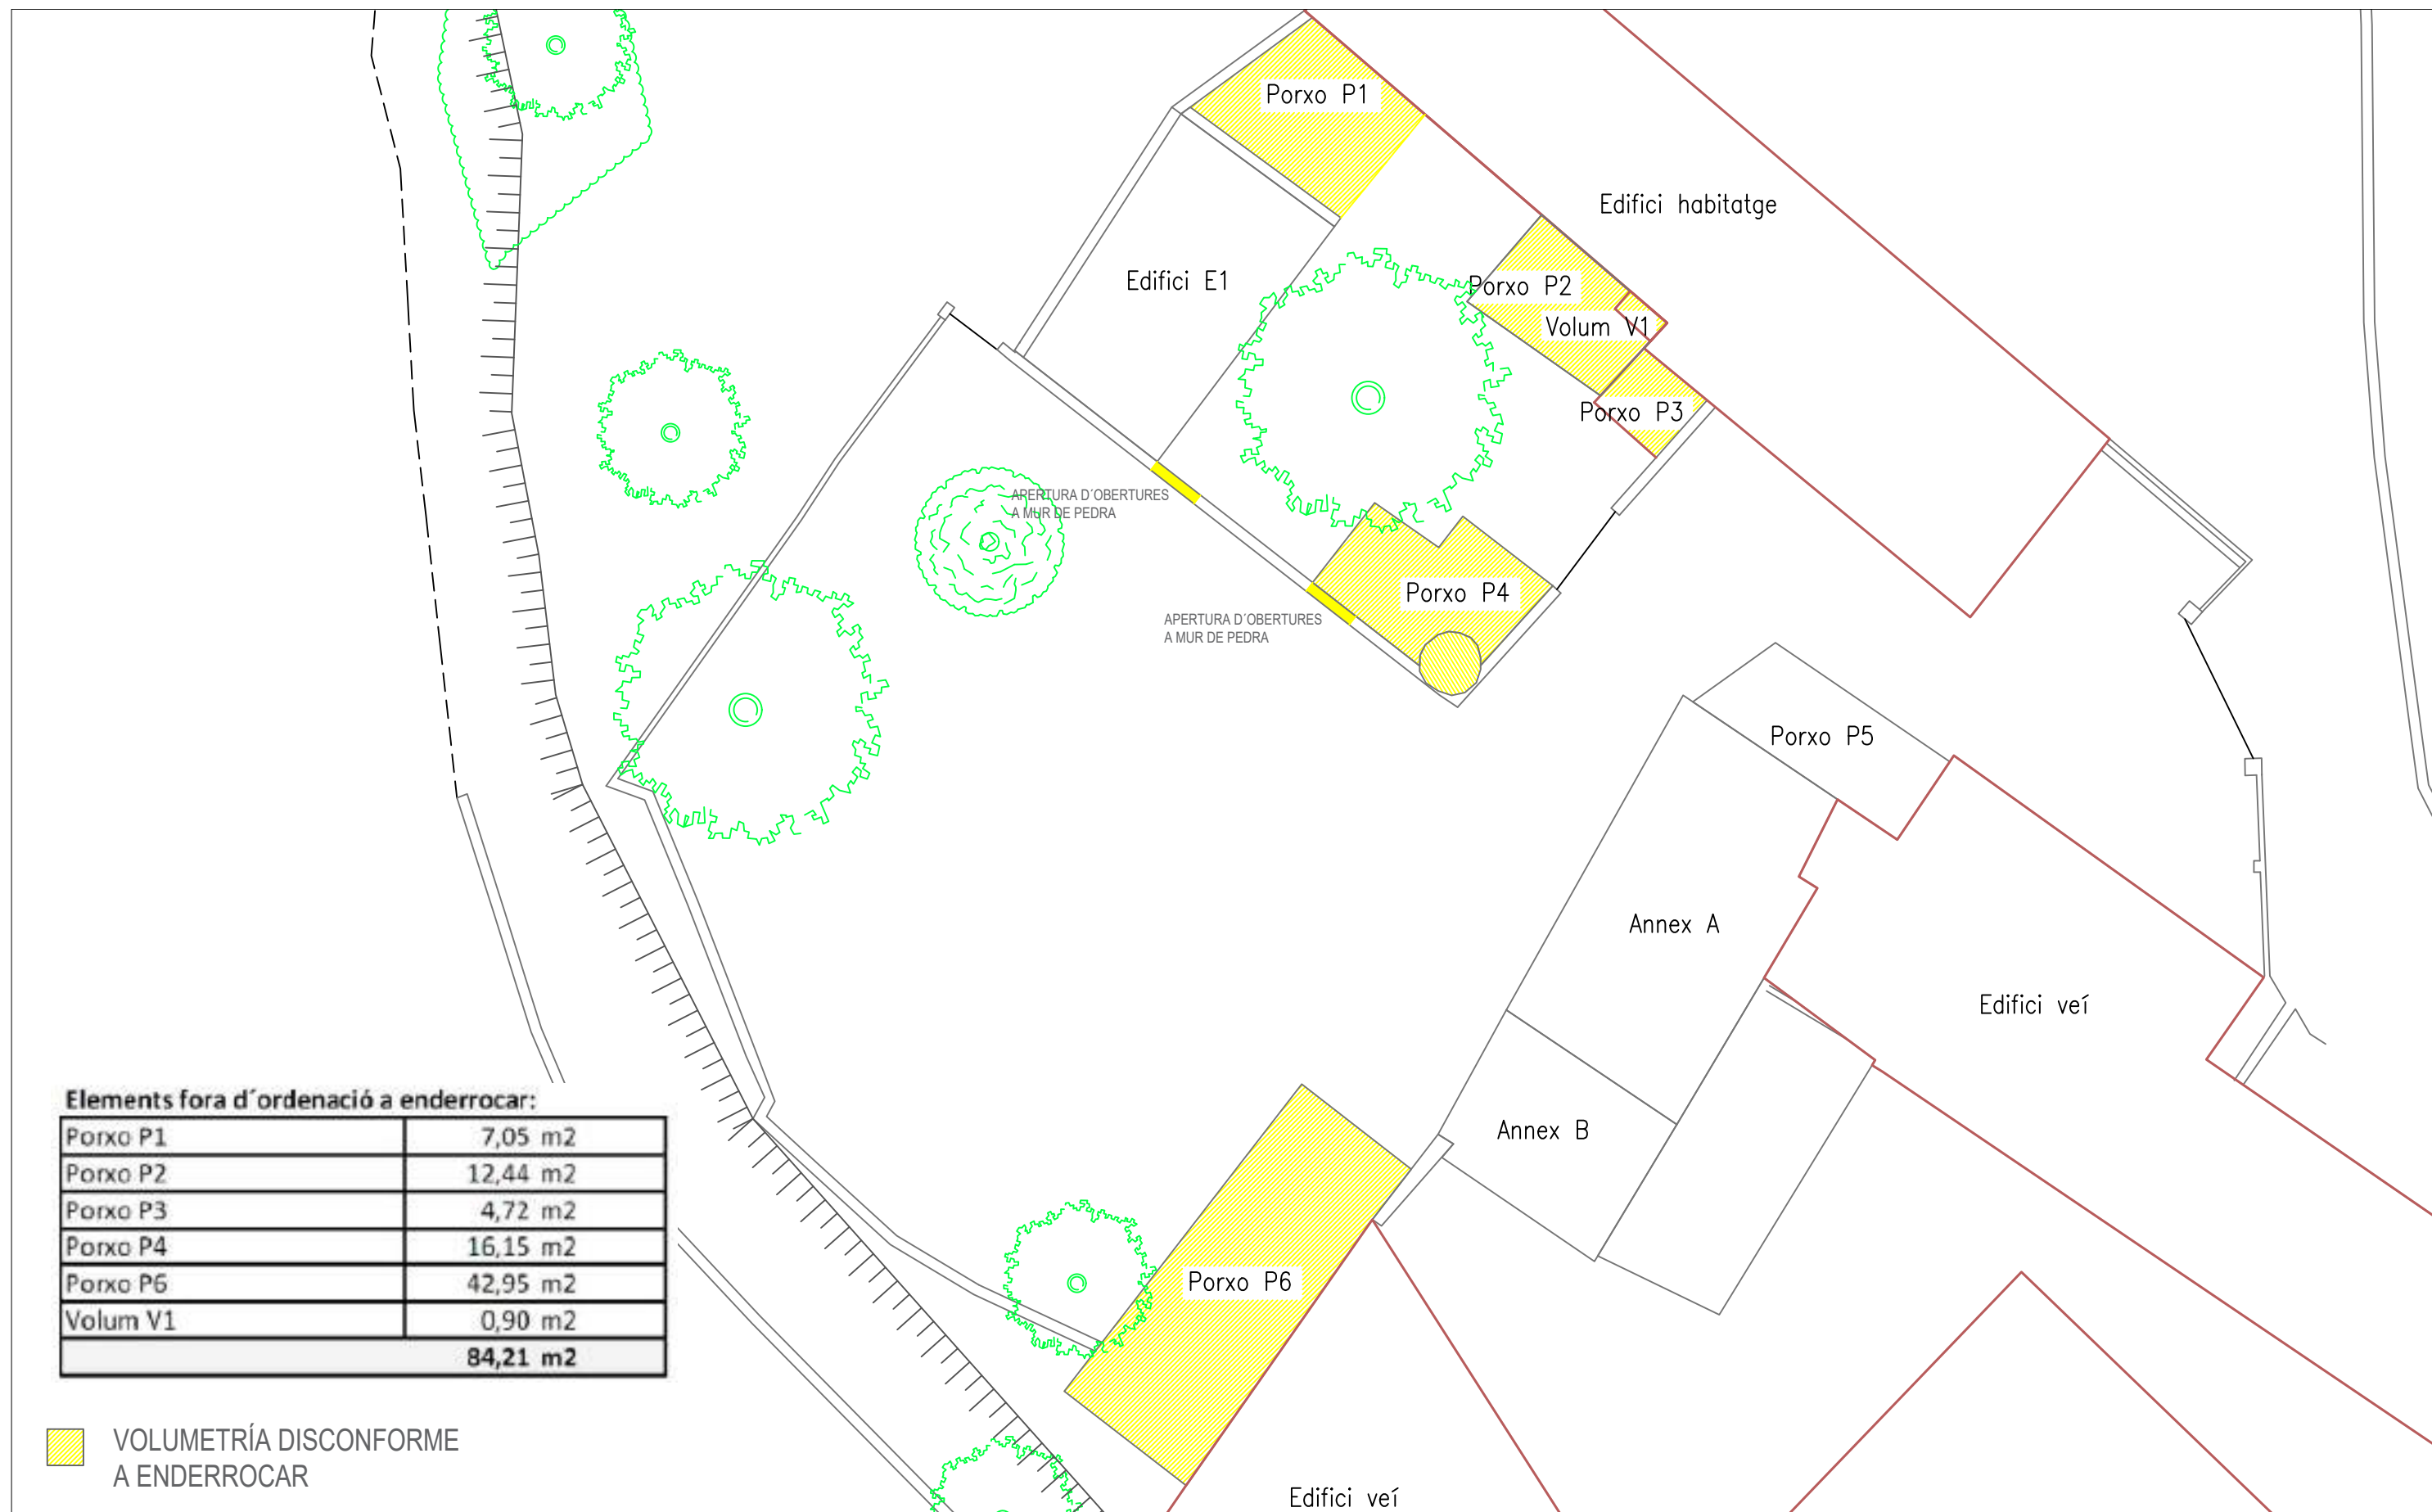 Porxo P1
Edifici habitatge
Edifici E1
Porxo P2
Volum V1
Porxo P3
APERTURA D´OBERTURES
A MUR DE PEDRA
Porxo P4
APERTURA D´OBERTURES
A MUR DE PEDRA
Porxo P5
Annex A
Edifici veí
Annex B
Porxo P6
Edifici veí
Elements fora d´ordenació a enderrocar:
Porxo P1 7,05 m2
Porxo P2 12,44 m2
Porxo P3 4,72 m2
Porxo P4 16,15 m2
Porxo P6 42,95 m2
Volum V1 0,90 m2
84,21 m2
VOLUMETRÍA DISCONFORME
A ENDERROCAR